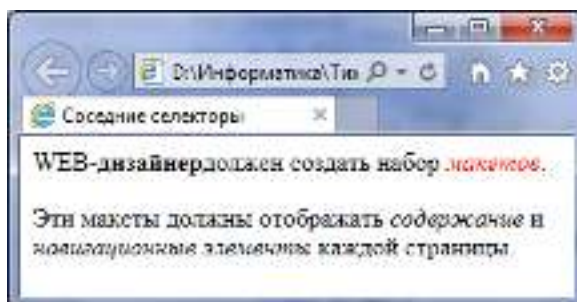 D:\Информатика\Ти
Соседние селекторы
WEB-дизайнердолжен создать набор макетов.
Эти макеты должны отображать содержание и
навигационные элементы каждой страницы